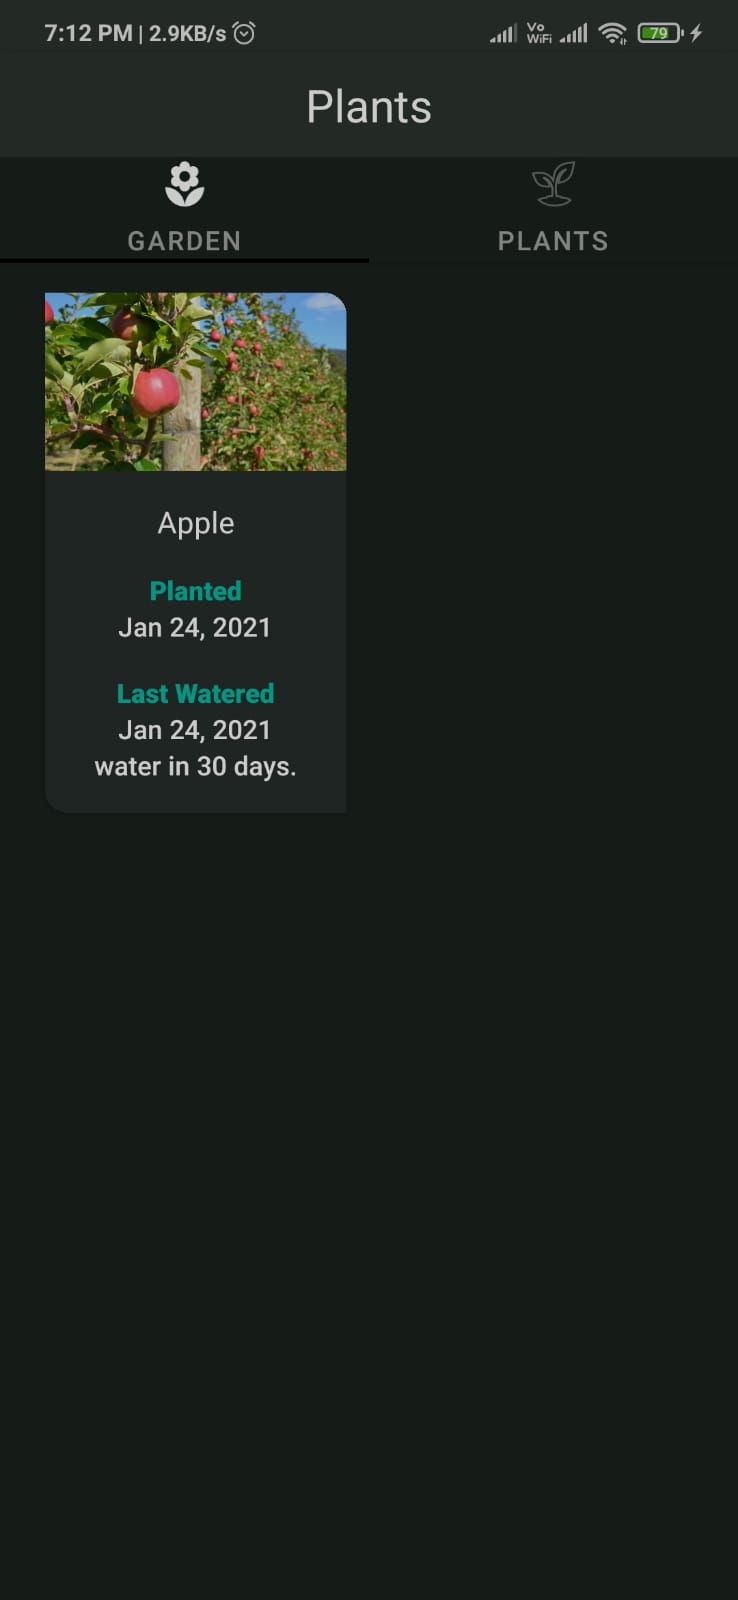 7:12 PM | 2.9KB/s
Vo
WiFi
79
Plants
GARDEN
PLANTS
Apple
Planted
Jan 24, 2021
Last Watered
Jan 24, 2021
water in 30 days.